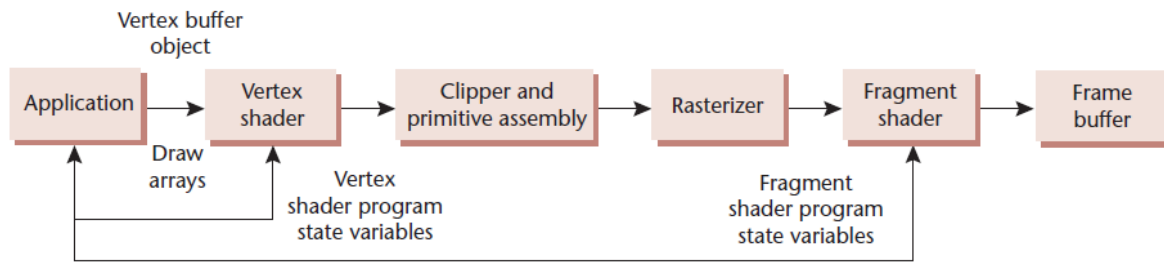 Vertex buffer
object
Application
Vertex
shader
Clipper and
primitive assembly
Rasterizer
Fragment
shader
Frame
buffer
Draw
arrays
Vertex
shader program
state variables
Fragment
shader program
state variables